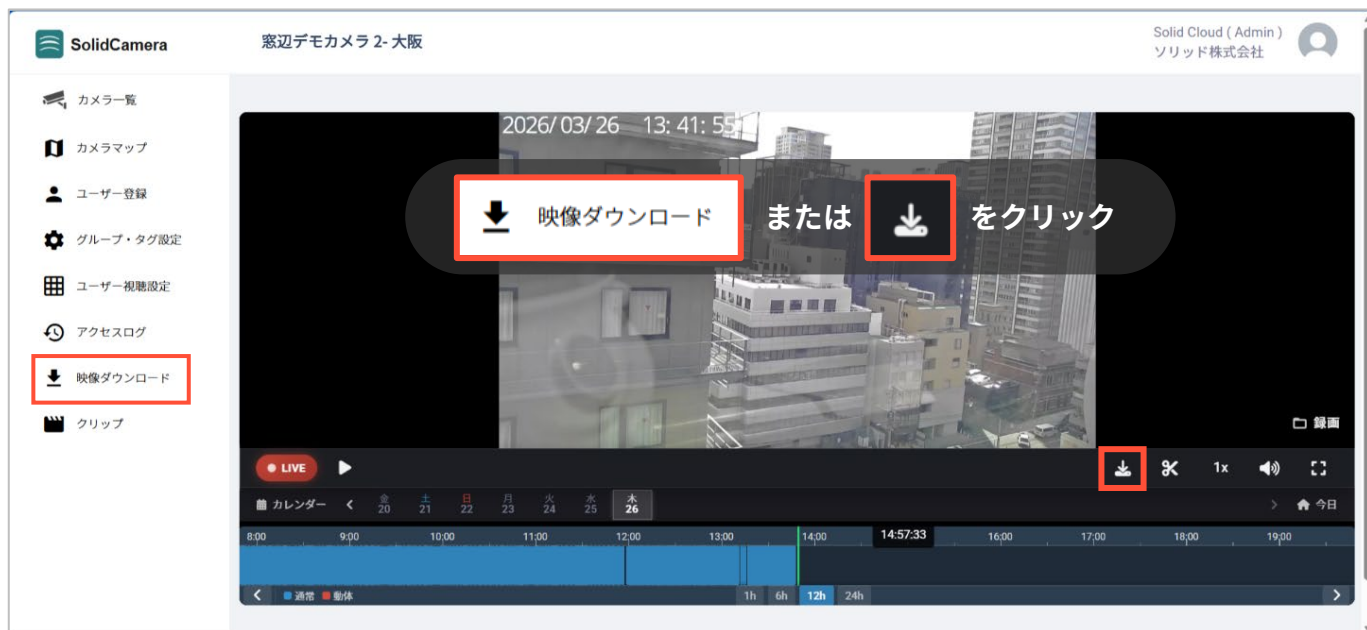 SolidCamera
窓辺デモカメラ 2- 大阪
Solid Cloud ( Admin )
ソリッド株式会社
カメラ一覧
カメラマップ
ユーザー登録
グループ・タグ設定
ユーザー視聴設定
アクセスログ
映像ダウンロード
クリップ
2026/03/26 13:41:55
映像ダウンロード または をクリック
録画
LIVE 1x
カレンダー 金 20 土 21 日 22 月 23 火 24 水 25 木 26 今日
8:00 9:00 10:00 11:00 12:00 13:00 14:00 14:57:33 16:00 17:00 18:00 19:00
通常 動体 1h 6h 12h 24h